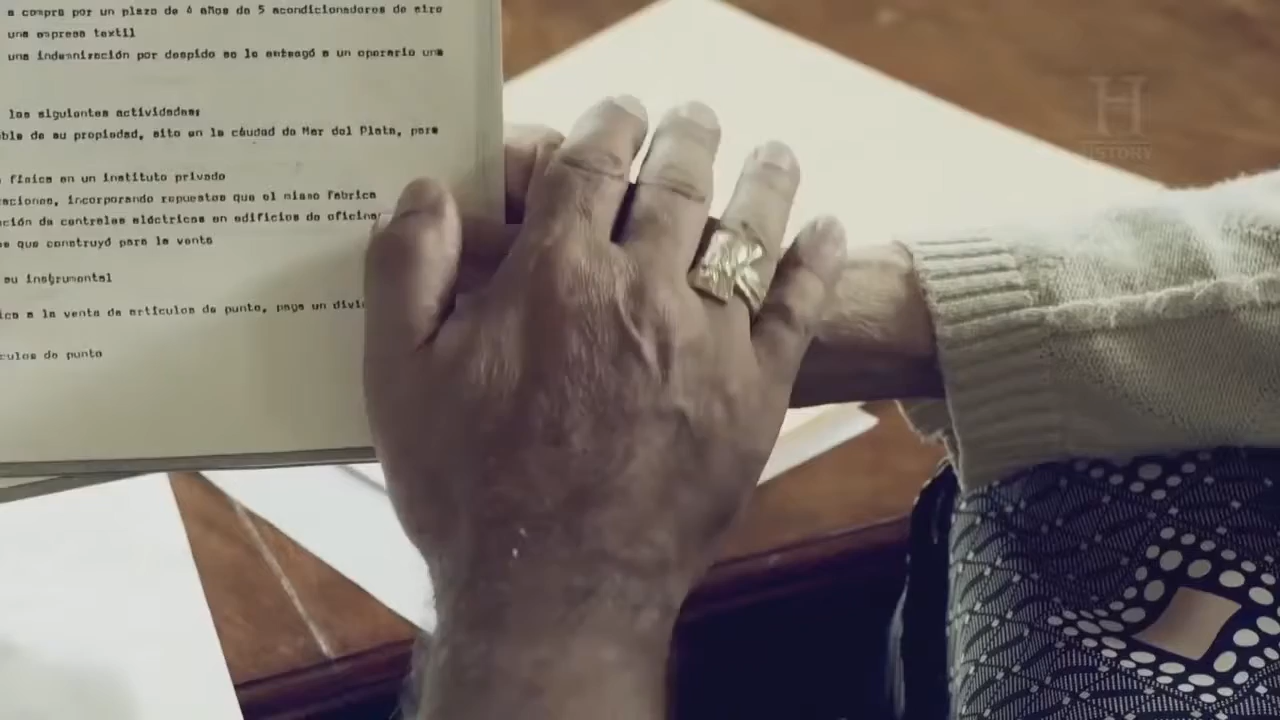 a compra por un plazo de 4 años de 5 acondicionadores de aire
una empresa textil
una indemnización por despido se le entregó a un operario una
las siguientes actividades:
ble de su propiedad, sito en la ciudad de Mar del Plata, para
física en un instituto privado
raciones, incorporando repuestos que el mismo fabrica
ción de controles eléctricos en edificios de oficina
que construyó para la venta
su instrumental
ica a la venta de artículos de punto, paga un divi
culos de punto
H
HISTORY